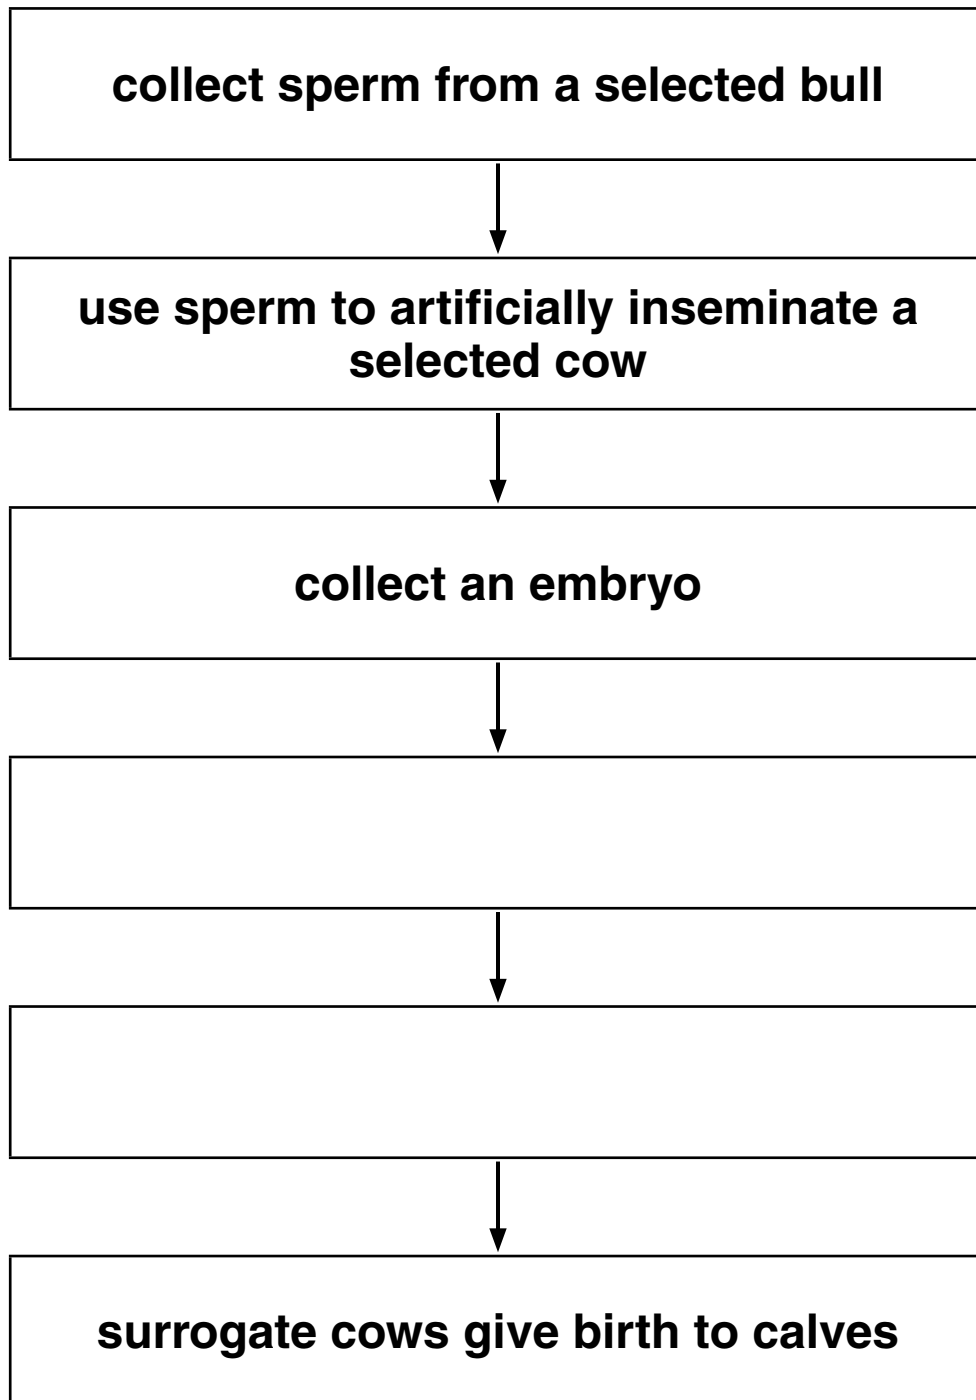 collect sperm from a selected bull
use sperm to artificially inseminate a
selected cow
collect an embryo
surrogate cows give birth to calves